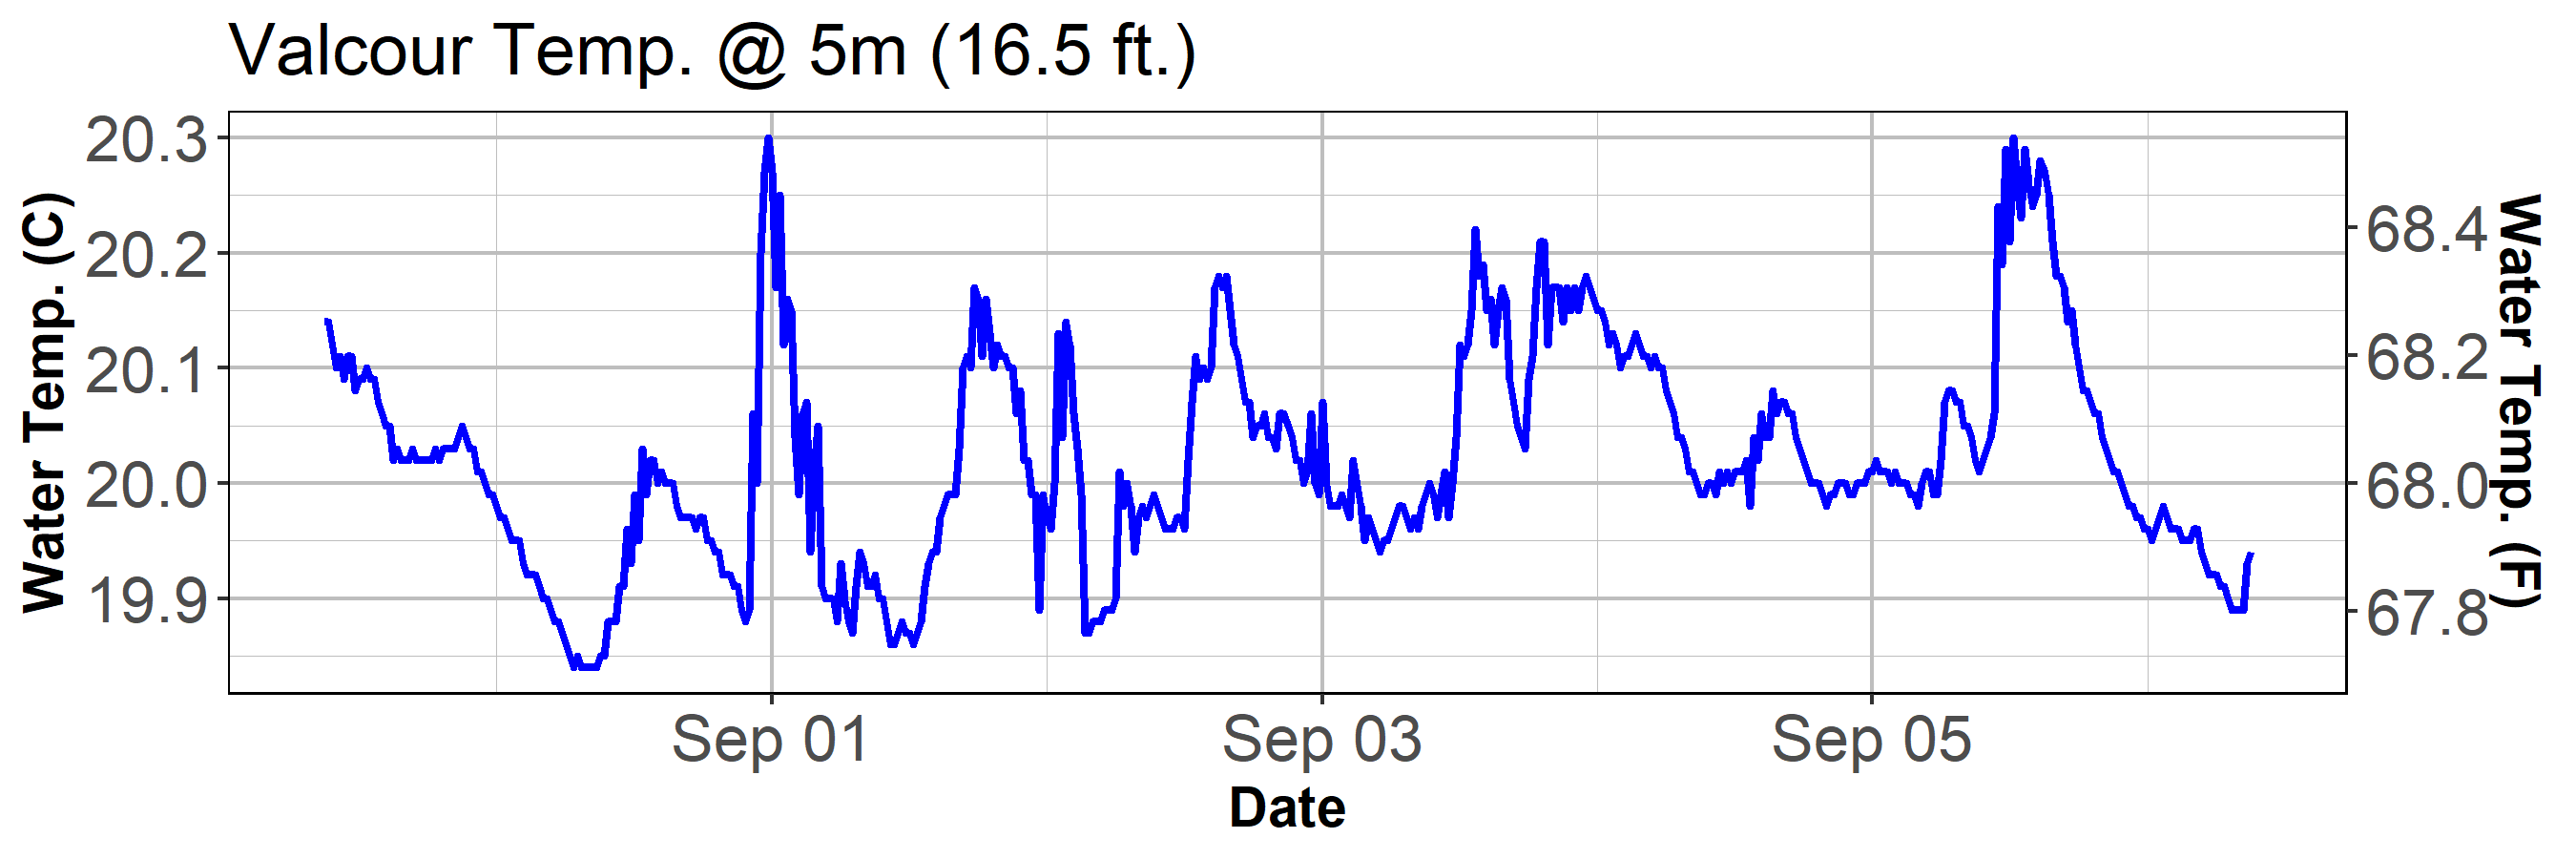 Valcour Temp. @ 5m (16.5 ft.)
Water Temp. (C)
20.3
20.2
20.1
20.0
19.9
68.4
68.2
68.0
67.8
Water Temp. (F)
Sep 01
Sep 03
Sep 05
Date